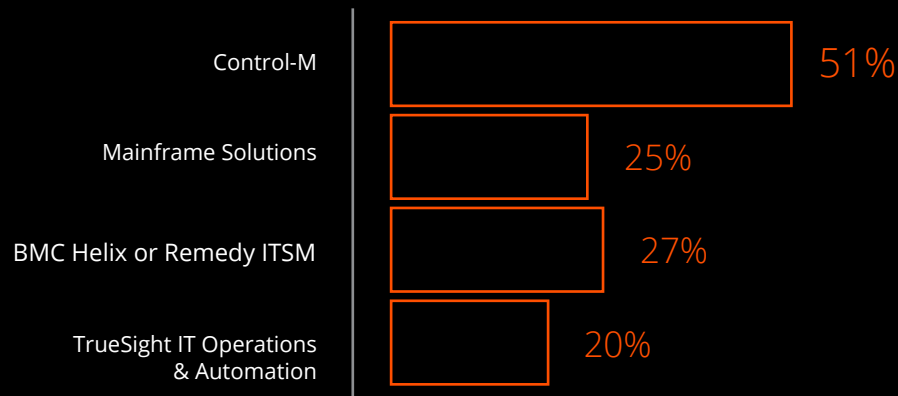 Control-M
51%
Mainframe Solutions
25%
BMC Helix or Remedy ITSM
27%
TrueSight IT Operations
& Automation
20%